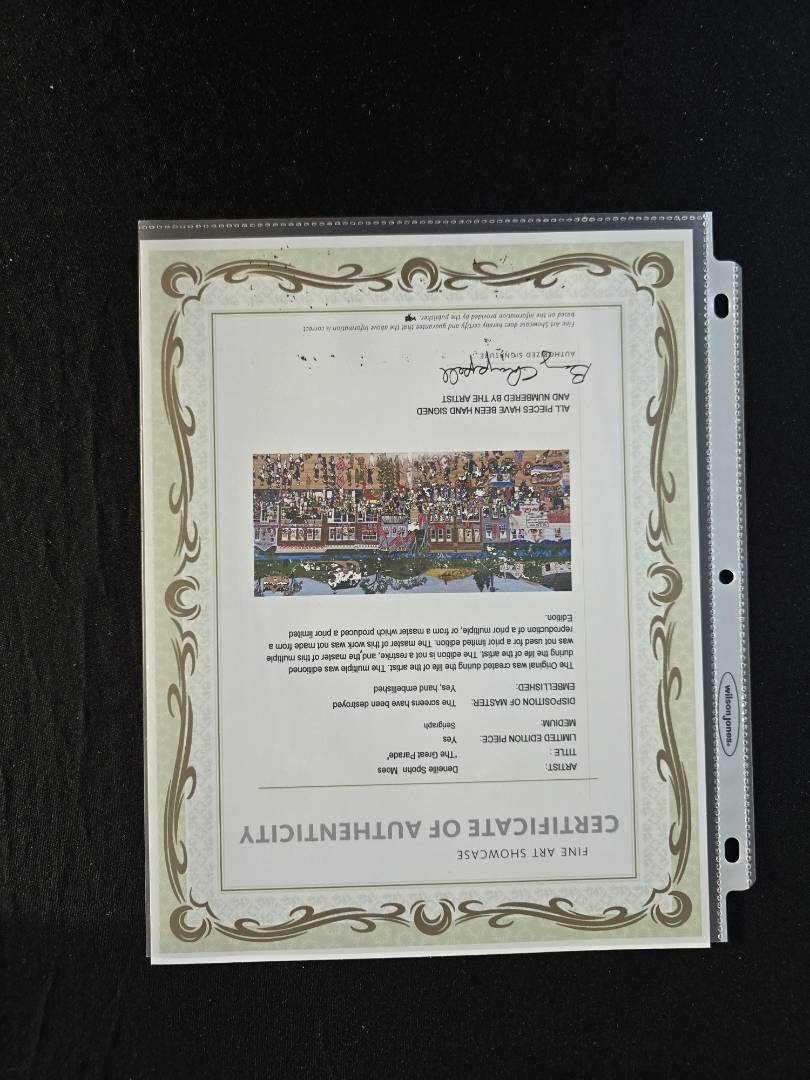 FINE ART SHOWCASE
CERTIFICATE OF AUTHENTICITY
ARTIST: Deneille Spohn Moes
TITLE : "The Great Parade"
LIMITED EDITION PIECE: Yes
MEDIUM: Serigraph
DISPOSITION OF MASTER: The screens have been destroyed
EMBELLISHED: Yes, hand embellished
The Original was created during the life of the artist. The multiple was editioned
during the life of the artist. The edition is not a restrike, and the master of this multiple
was not used for a prior limited edition. The master of this work was not made from a
reproduction of a prior multiple, or from a master which produced a prior limited
Edition.
ALL PIECES HAVE BEEN HAND SIGNED
AND NUMBERED BY THE ARTIST
AUTHORIZED SIGNATURE:
Fine Art Showcase does hereby certify and guarantee that the above information is correct
based on the information provided by the publisher.
wilson jones.